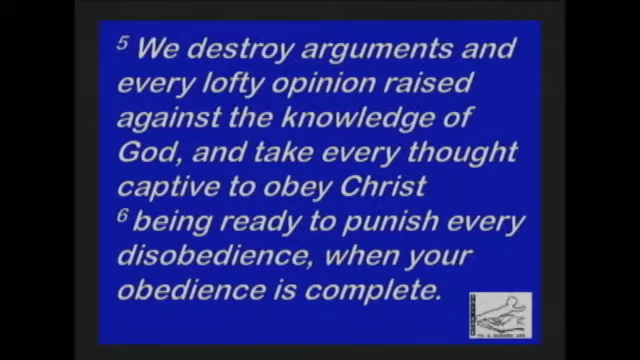 5 We destroy arguments and
every lofty opinion raised
against the knowledge of
God, and take every thought
captive to obey Christ
6 being ready to punish every
disobedience, when your
obedience is complete.